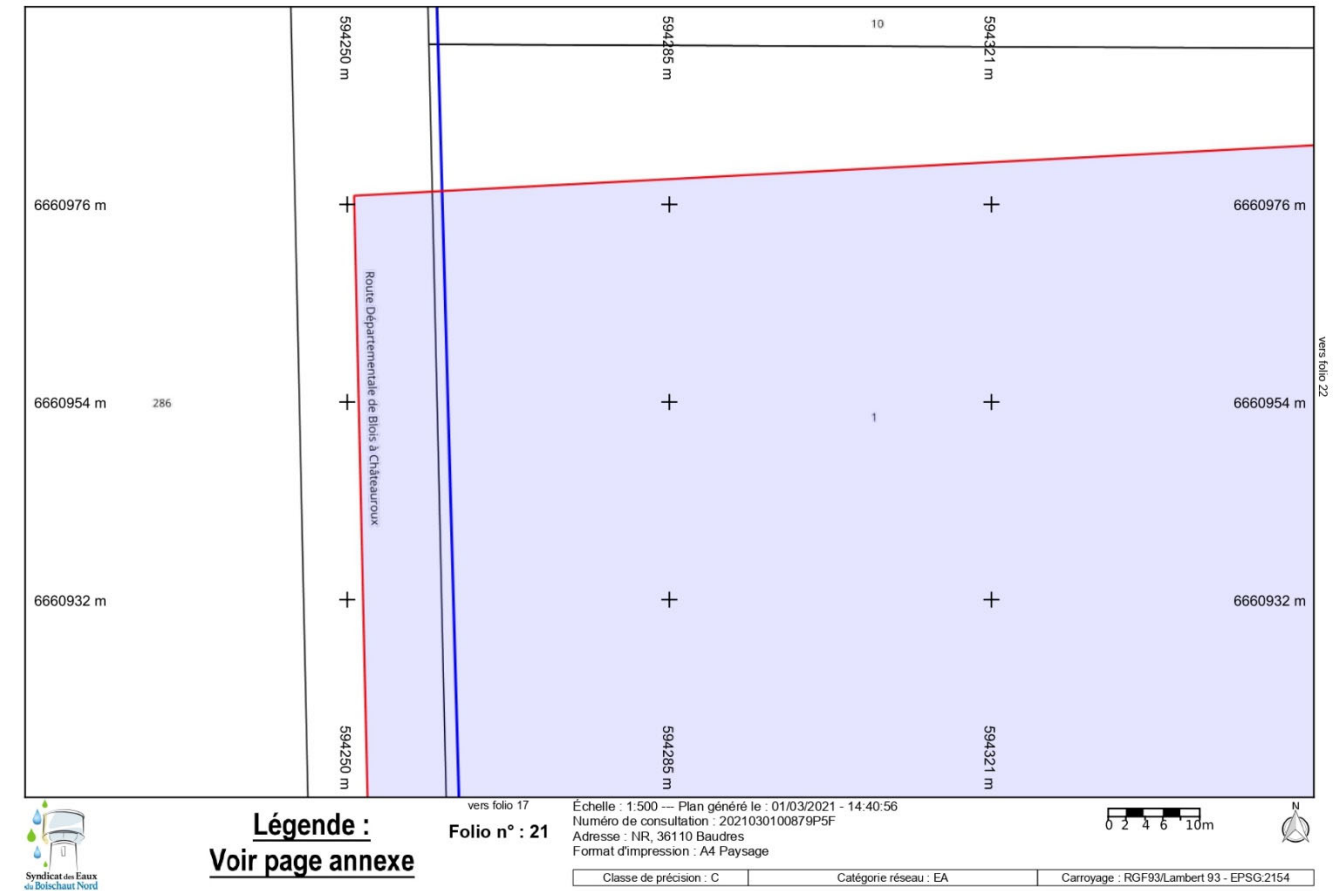 594250 m
594285 m
10
594321 m
6660976 m
6660976 m
Route Départementale de Blois à Châteauroux
vers folio 22
6660954 m
286
1
6660954 m
6660932 m
6660932 m
594250 m
594285 m
594321 m
Syndicat des Eaux
du Boischaut Nord
Légende :
Voir page annexe
vers folio 17
Folio n° : 21
Échelle : 1:500 --- Plan généré le : 01/03/2021 - 14:40:56
Numéro de consultation : 2021030100879P5F
Adresse : NR, 36110 Baudres
Format d'impression : A4 Paysage
Classe de précision : C
Catégorie réseau : EA
Carroyage : RGF93/Lambert 93 - EPSG:2154
0 2 4 6 10m
N